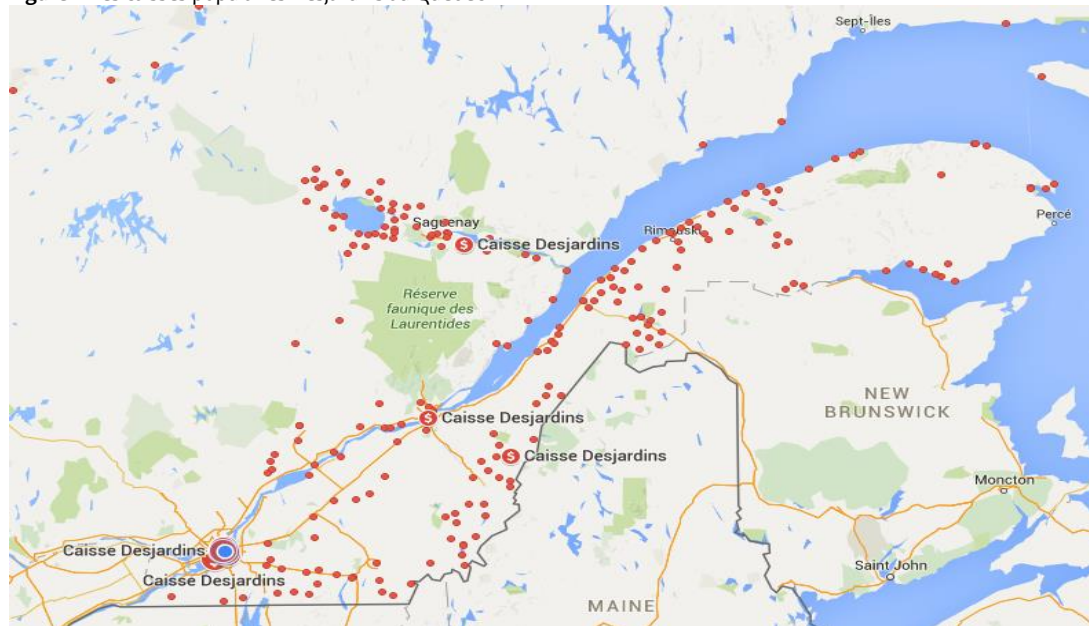 Sept-Îles
Saguenay
Caisse Desjardins
Rimouski
Percé
Réserve
faunique des
Laurentides
Caisse Desjardins
NEW
BRUNSWICK
Caisse Desjardins
Moncton
Caisse Desjardins
Caisse Desjardins
Saint John
MAINE